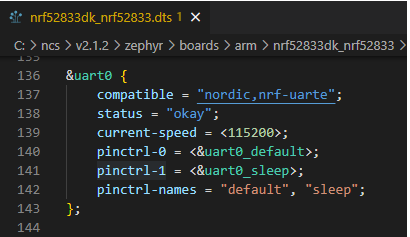 nrf52833dk_nrf52833.dts 1 ×
C: > ncs > v2.1.2 > zephyr > boards > arm > nrf52833dk_nrf52833 >
135
136 &uart0 {
137 compatible = "nordic,nrf-uarte";
138 status = "okay";
139 current-speed = <115200>;
140 pinctrl-0 = <&uart0_default>;
141 pinctrl-1 = <&uart0_sleep>;
142 pinctrl-names = "default", "sleep";
143 };
144